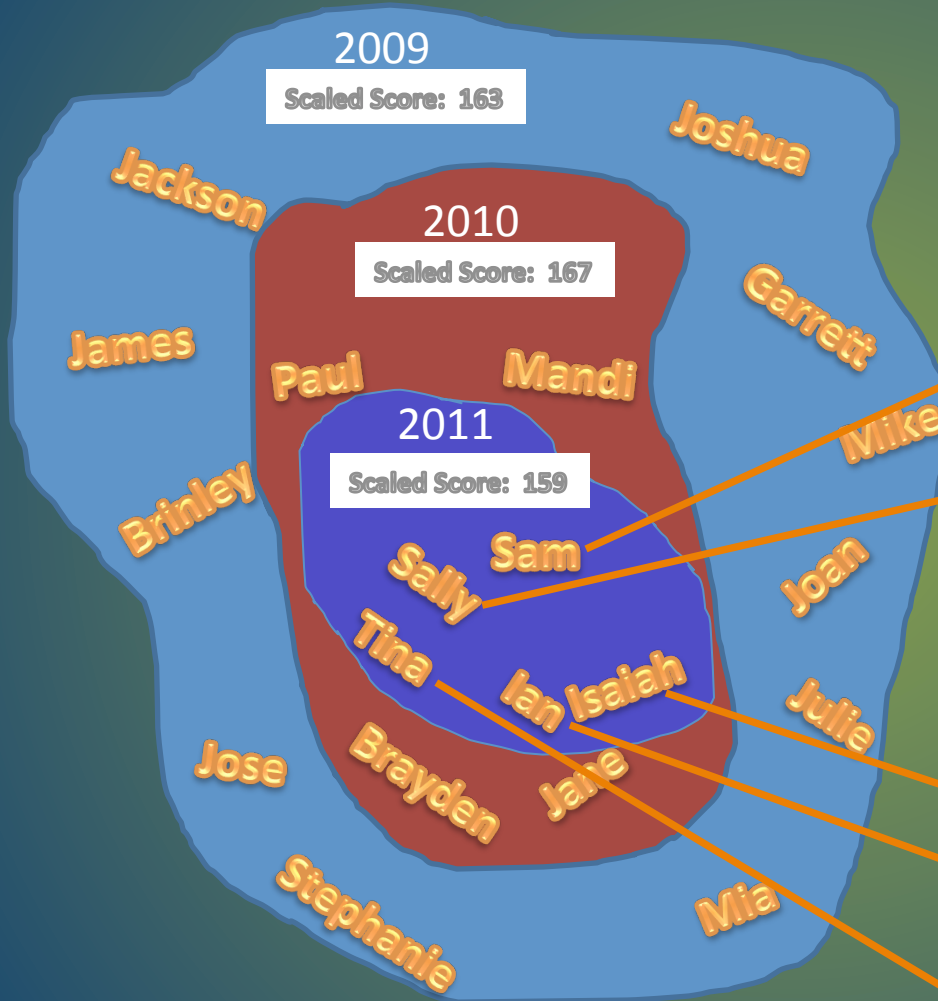 2009
Scaled Score:  163
Joshua
Jackson
2010
Scaled Score:  167
Garrett
James
Paul
Mandi
2011
Mike
Scaled Score:  159
Brinley
Sam
Sally
Joan
Tina
Ian
Isaiah
Julie
Jose
Brayden
Jane
Stephanie
Mia